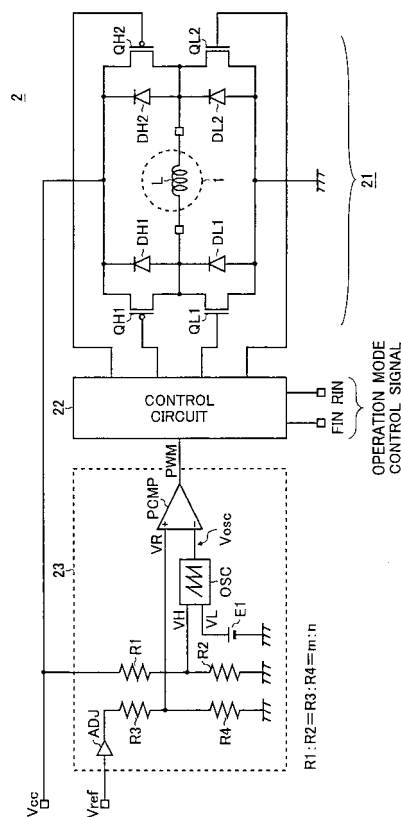 2
Vcc
Vref
ADJ
23
R1
R3
R2
R4
VH
VL
E1
OSC
Vosc
VR
PCMP
+
−
PWM
22
CONTROL
CIRCUIT
FIN RIN
OPERATION MODE
CONTROL SIGNAL
QH1
QL1
DH1
DL1
L
1
DH2
DL2
QH2
QL2
21
R1:R2=R3:R4=m:n